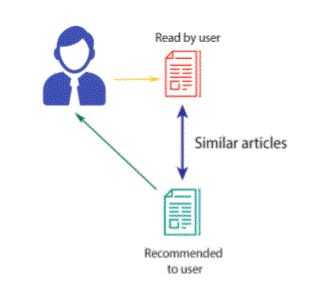 Read by user
Similar articles
Recommended
to user